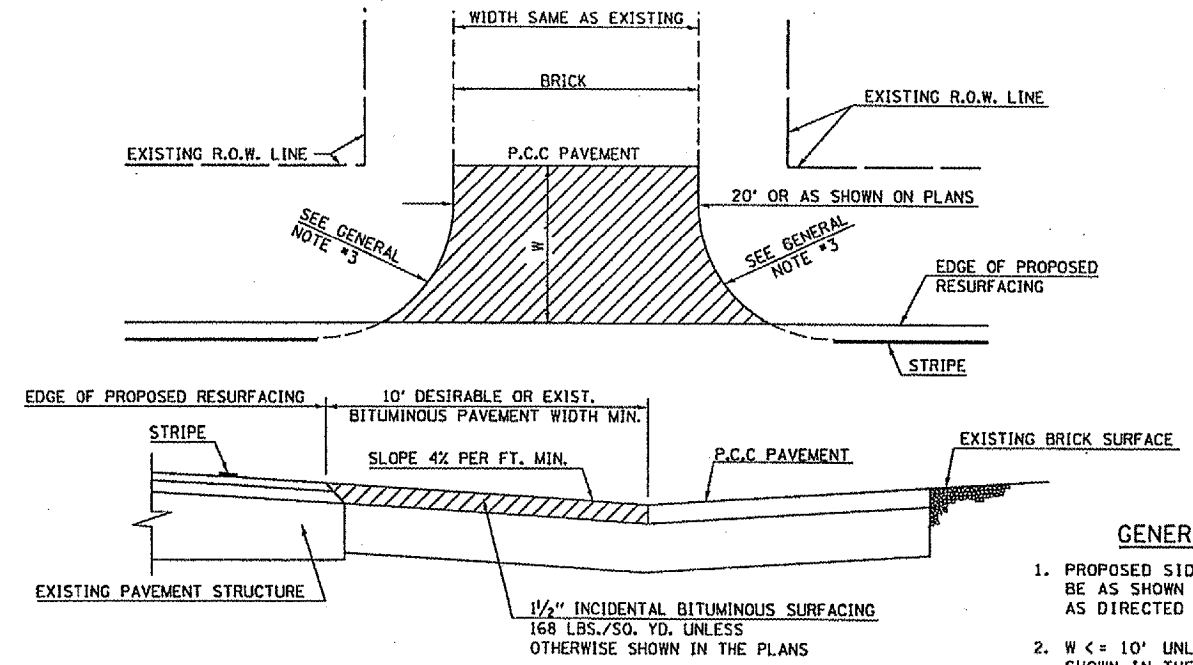 WIDTH SAME AS EXISTING
BRICK
EXISTING R.O.W. LINE
EXISTING R.O.W. LINE
P.C.C PAVEMENT
20' OR AS SHOWN ON PLANS
SEE GENERAL
NOTE #3
W
SEE GENERAL
NOTE #3
EDGE OF PROPOSED
RESURFACING
STRIPE
EDGE OF PROPOSED RESURFACING
10' DESIRABLE OR EXIST.
BITUMINOUS PAVEMENT WIDTH MIN.
STRIPE
SLOPE 4% PER FT. MIN.
P.C.C PAVEMENT
EXISTING BRICK SURFACE
EXISTING PAVEMENT STRUCTURE
1 1/2" INCIDENTAL BITUMINOUS SURFACING
168 LBS./SQ. YD. UNLESS
OTHERWISE SHOWN IN THE PLANS
GENER
1. PROPOSED SID
BE AS SHOWN
AS DIRECTED
2. W <= 10' UNL
SHOWN IN THE